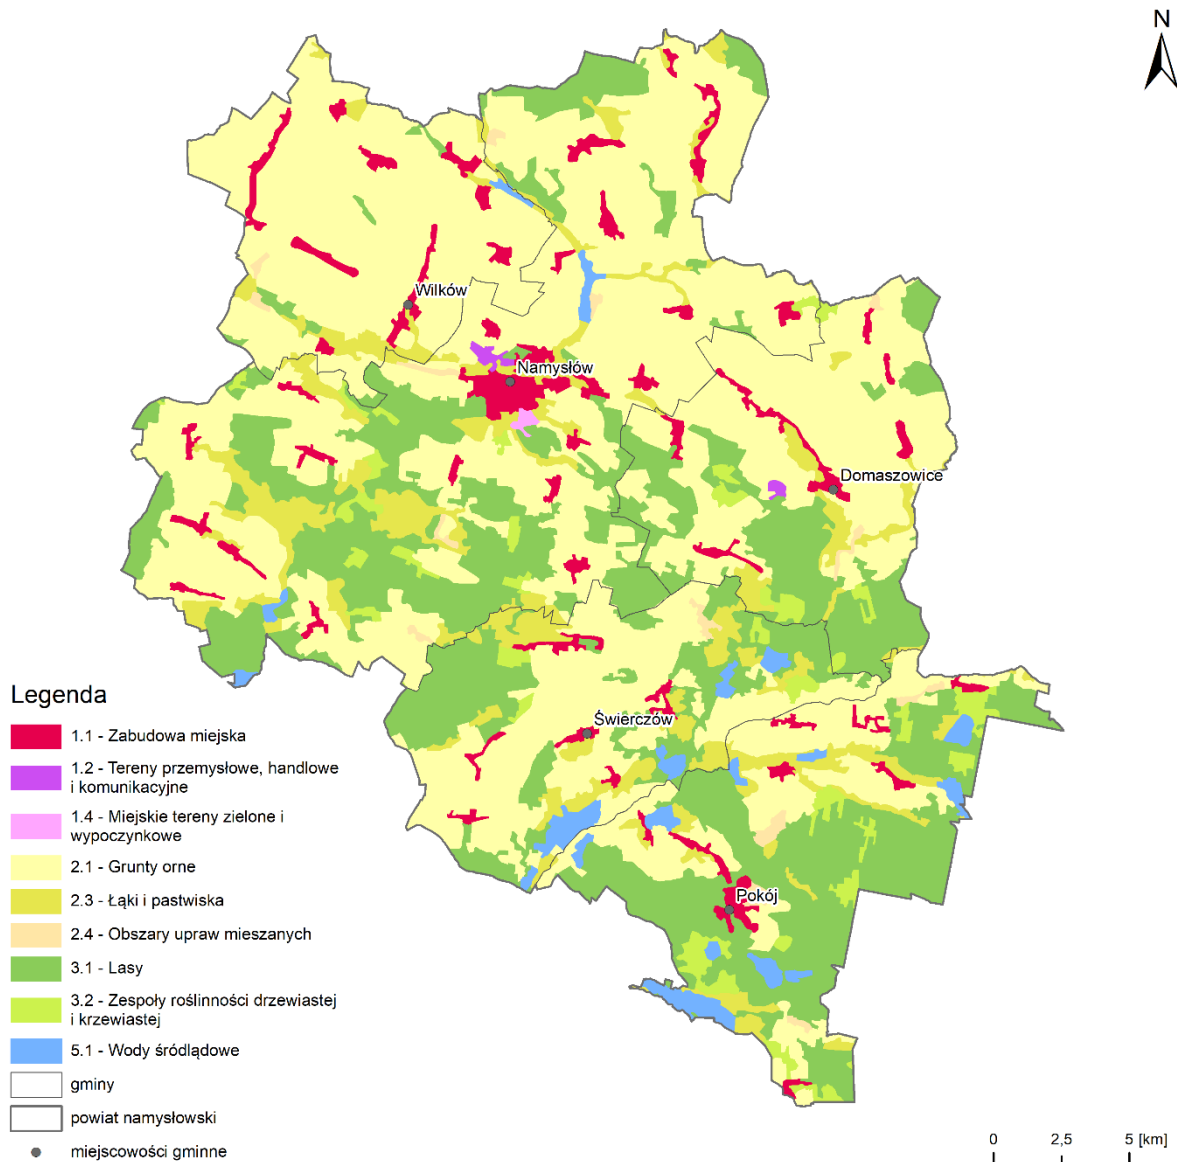 N
Wilków
Namysłów
Domaszowice
Świerczów
Pokój
Legenda
1.1 - Zabudowa miejska
1.2 - Tereny przemysłowe, handlowe
i komunikacyjne
1.4 - Miejskie tereny zielone i
wypoczynkowe
2.1 - Grunty orne
2.3 - Łąki i pastwiska
2.4 - Obszary upraw mieszanych
3.1 - Lasy
3.2 - Zespoły roślinności drzewiastej
i krzewiastej
5.1 - Wody śródlądowe
gminy
powiat namysłowski
miejscowości gminne
0 2,5 5 [km]